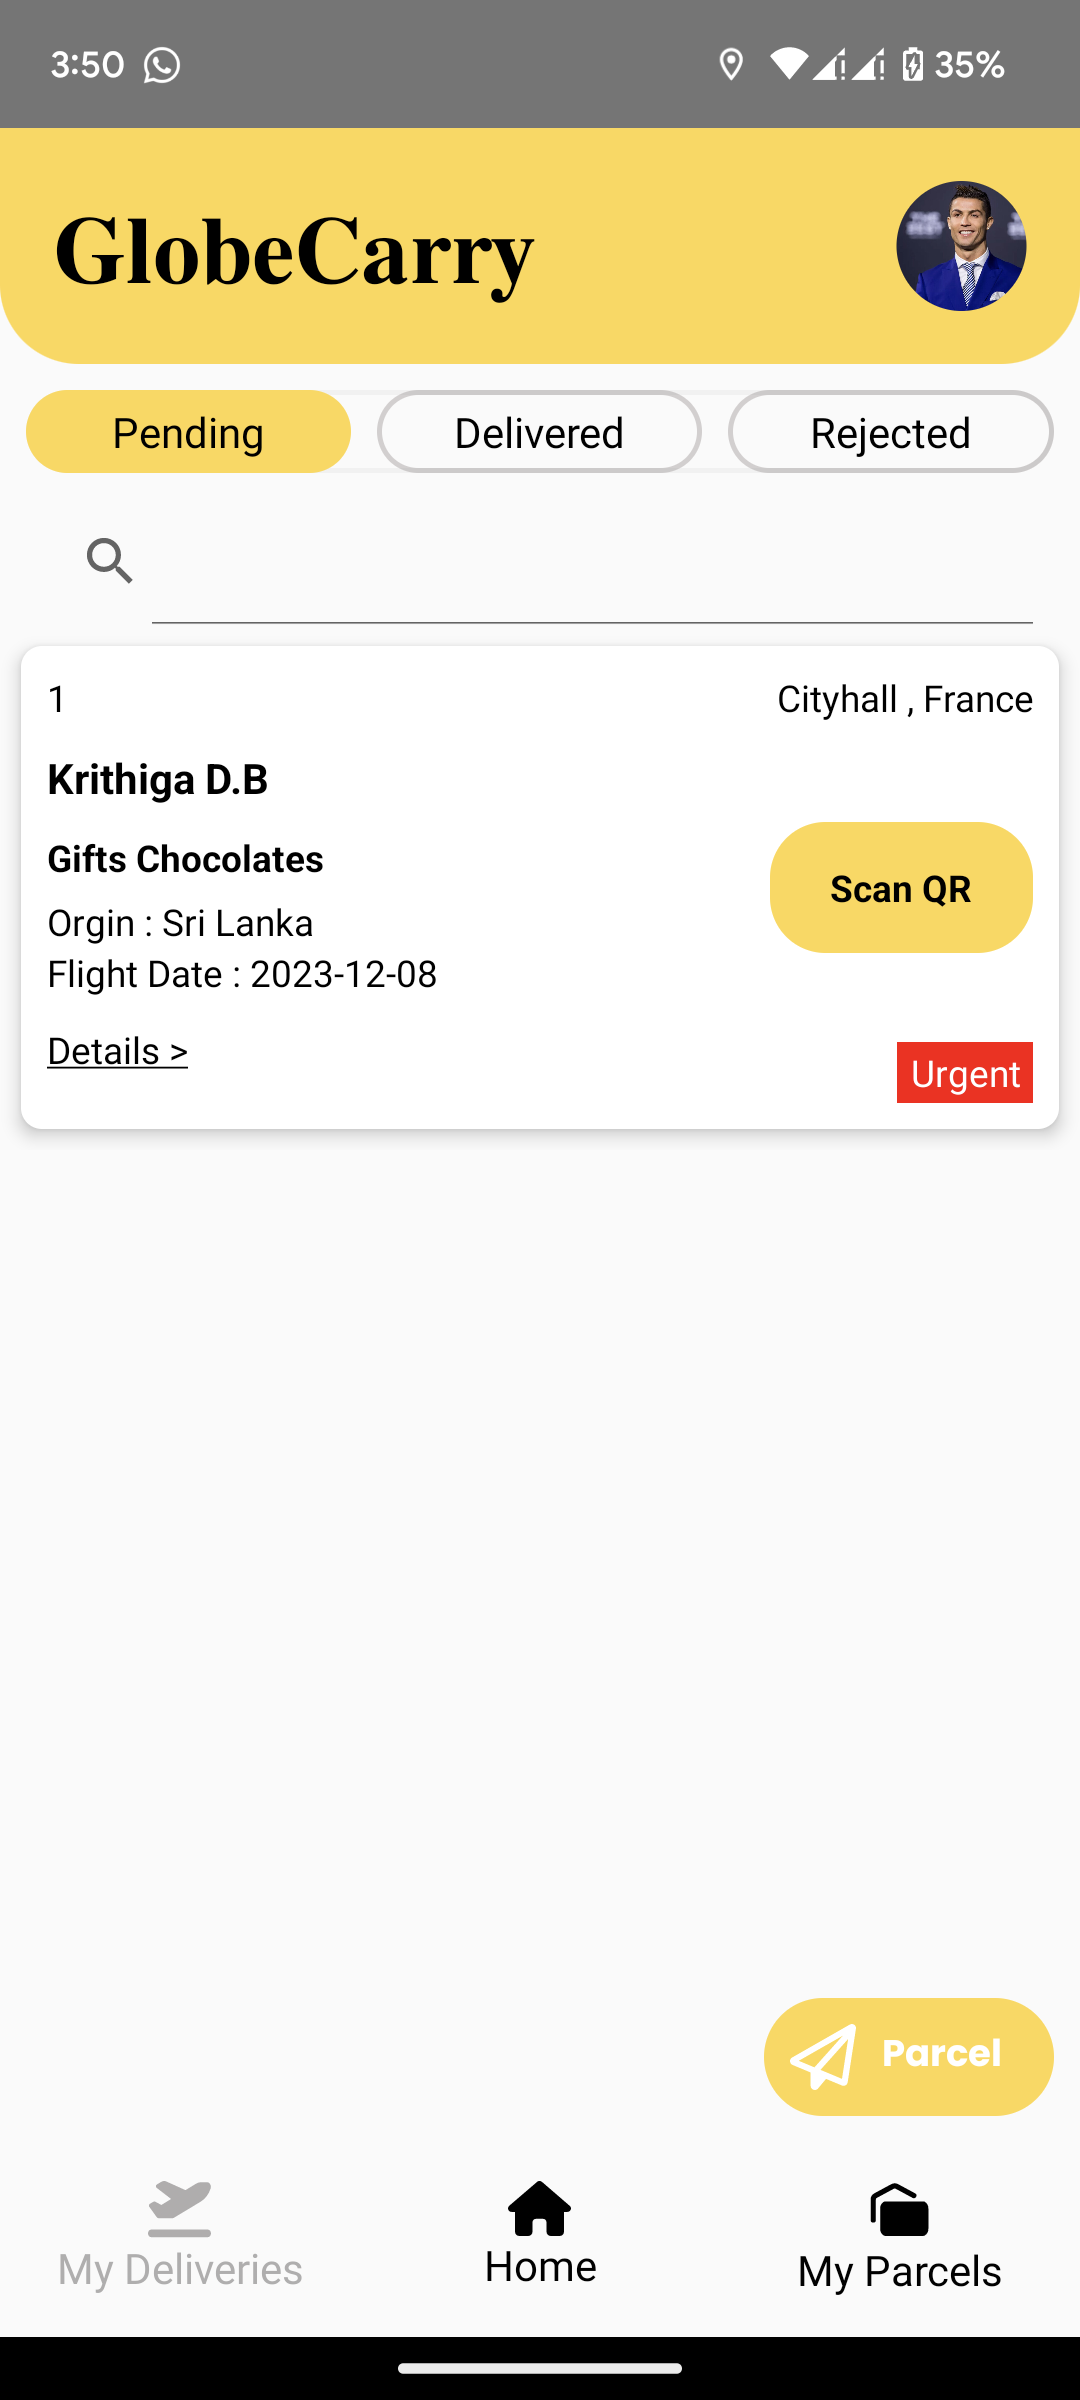 3:50 35%
GlobeCarry
Pending Delivered Rejected
1 Cityhall , France
Krithiga D.B
Gifts Chocolates
Scan QR
Orgin : Sri Lanka
Flight Date : 2023-12-08
Details >
Urgent
Parcel
My Deliveries Home My Parcels